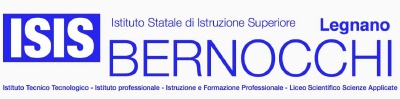 ISIS Istituto Statale di Istruzione Superiore Legnano
BERNOCCHI
Istituto Tecnico Tecnologico - Istituto professionale - Istruzione e Formazione Professionale - Liceo Scientifico Scienze Applicate